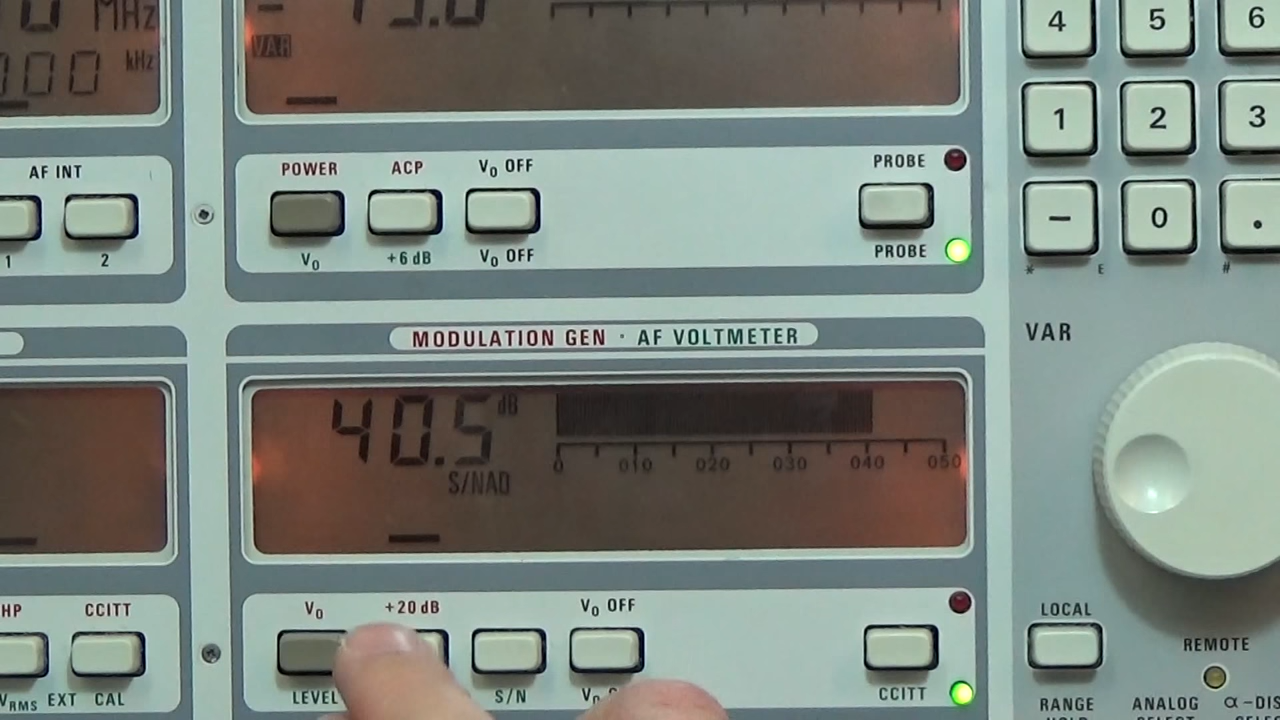 MHz
kHz
VAR
4 5 6
1 2 3
- 0 .
* E #
AF INT
1 2
POWER ACP V₀ OFF
V₀ +6 dB V₀ OFF
PROBE
PROBE
MODULATION GEN · AF VOLTMETER
40.5 dB
S/NAD
0 010 020 030 040 050
VAR
HP CCITT
VRMS EXT CAL
V₀ +20 dB V₀ OFF
LEVEL S/N
CCITT
LOCAL
REMOTE
RANGE ANALOG α-DIS